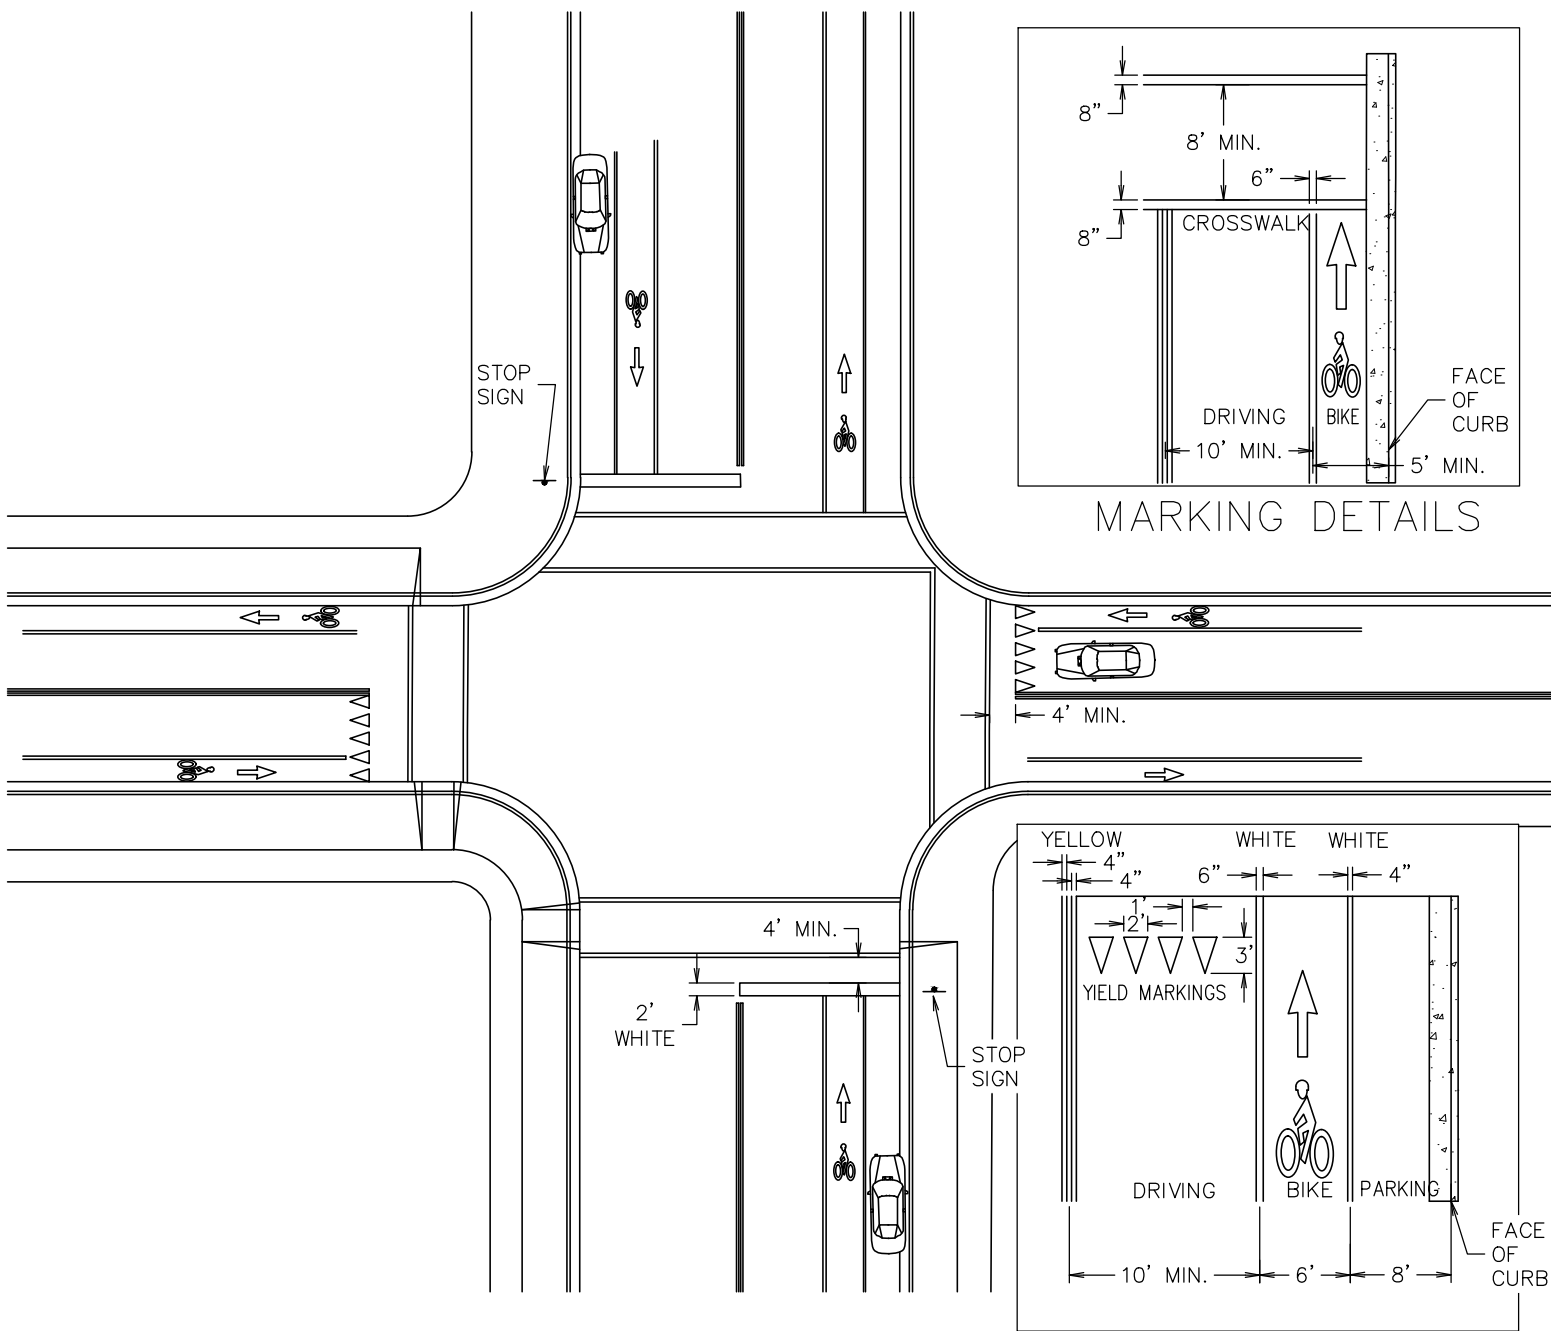 8"
8' MIN.
6"
8"
CROSSWALK
DRIVING
BIKE
10' MIN.
5' MIN.
FACE
OF
CURB
MARKING DETAILS
STOP
SIGN
4' MIN.
4' MIN.
2'
WHITE
STOP
SIGN
YELLOW
WHITE
WHITE
4"
4"
6"
4"
1'
2'
3'
YIELD MARKINGS
DRIVING
BIKE
PARKING
10' MIN.
6'
8'
FACE
OF
CURB